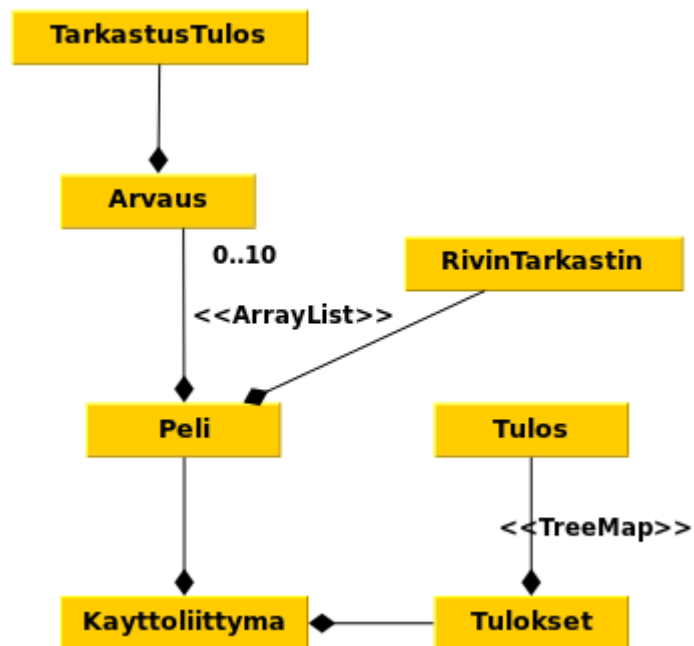 TarkastusTulos
Arvaus
0..10
RivinTarkastin
<<ArrayList>>
Peli
Tulos
<<TreeMap>>
Kayttoliittyma
Tulokset